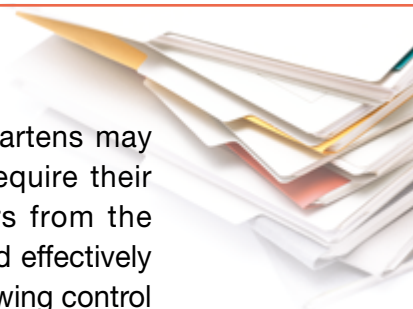 artens may
equire their
s from the
d effectively
wing control